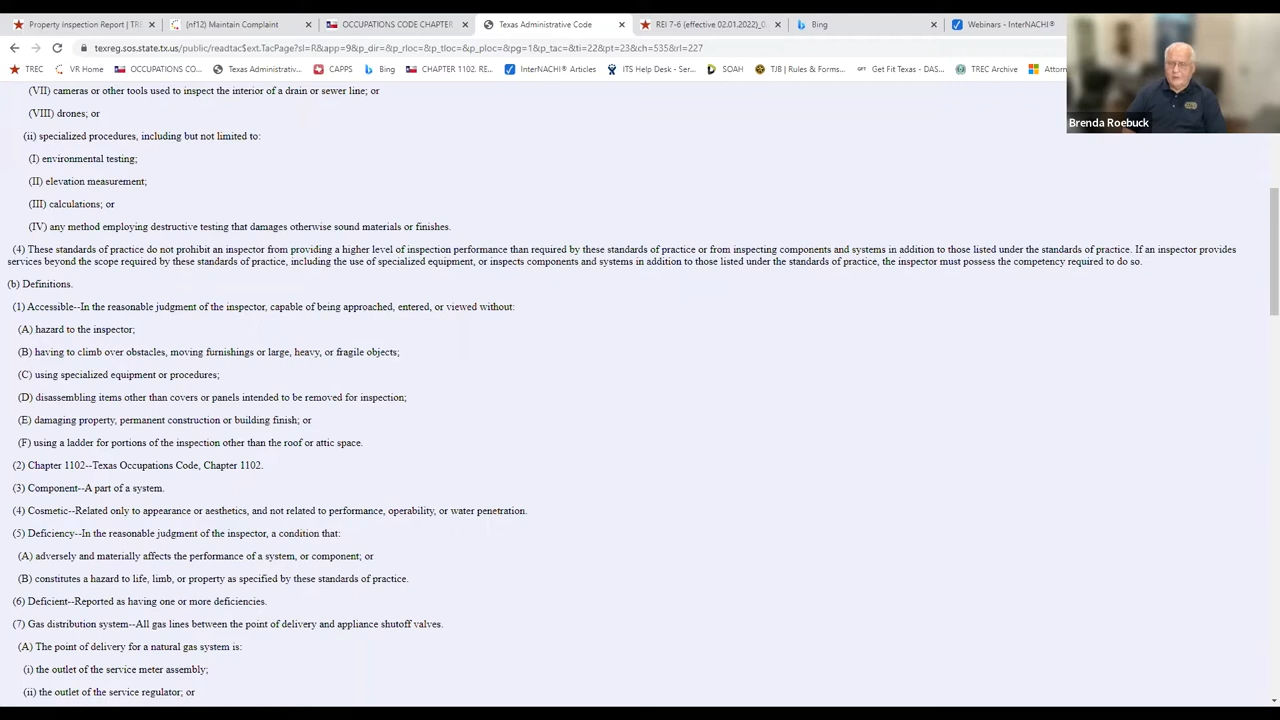 Property Inspection Report | TREC
(nf12) Maintain Complaint
OCCUPATIONS CODE CHAPTER
Texas Administrative Code
REI 7-6 (effective 02.01.2022)_0.
Bing
Webinars - InterNACHI®
texreg.sos.state.tx.us/public/readtac$ext.TacPage?sl=R&app=9&p_dir=&p_rloc=&p_tloc=&p_ploc=&pg=1&p_tac=&ti=22&pt=23&ch=535&rl=227
TREC
VR Home
OCCUPATIONS CO...
Texas Administrativ...
CAPPS
Bing
CHAPTER 1102. RE...
InterNACHI® Articles
ITS Help Desk - Ser...
SOAH
TJB | Rules & Forms...
Get Fit Texas - DAS...
TREC Archive
Attorn
Brenda Roebuck
(VII) cameras or other tools used to inspect the interior of a drain or sewer line; or
(VIII) drones; or
(ii) specialized procedures, including but not limited to:
(I) environmental testing;
(II) elevation measurement;
(III) calculations; or
(IV) any method employing destructive testing that damages otherwise sound materials or finishes.
(4) These standards of practice do not prohibit an inspector from providing a higher level of inspection performance than required by these standards of practice or from inspecting components and systems in addition to those listed under the standards of practice. If an inspector provides
services beyond the scope required by these standards of practice, including the use of specialized equipment, or inspects components and systems in addition to those listed under the standards of practice, the inspector must possess the competency required to do so.
(b) Definitions.
(1) Accessible--In the reasonable judgment of the inspector, capable of being approached, entered, or viewed without:
(A) hazard to the inspector;
(B) having to climb over obstacles, moving furnishings or large, heavy, or fragile objects;
(C) using specialized equipment or procedures;
(D) disassembling items other than covers or panels intended to be removed for inspection;
(E) damaging property, permanent construction or building finish; or
(F) using a ladder for portions of the inspection other than the roof or attic space.
(2) Chapter 1102--Texas Occupations Code, Chapter 1102.
(3) Component--A part of a system.
(4) Cosmetic--Related only to appearance or aesthetics, and not related to performance, operability, or water penetration.
(5) Deficiency--In the reasonable judgment of the inspector, a condition that:
(A) adversely and materially affects the performance of a system, or component; or
(B) constitutes a hazard to life, limb, or property as specified by these standards of practice.
(6) Deficient--Reported as having one or more deficiencies.
(7) Gas distribution system--All gas lines between the point of delivery and appliance shutoff valves.
(A) The point of delivery for a natural gas system is:
(i) the outlet of the service meter assembly;
(ii) the outlet of the service regulator; or